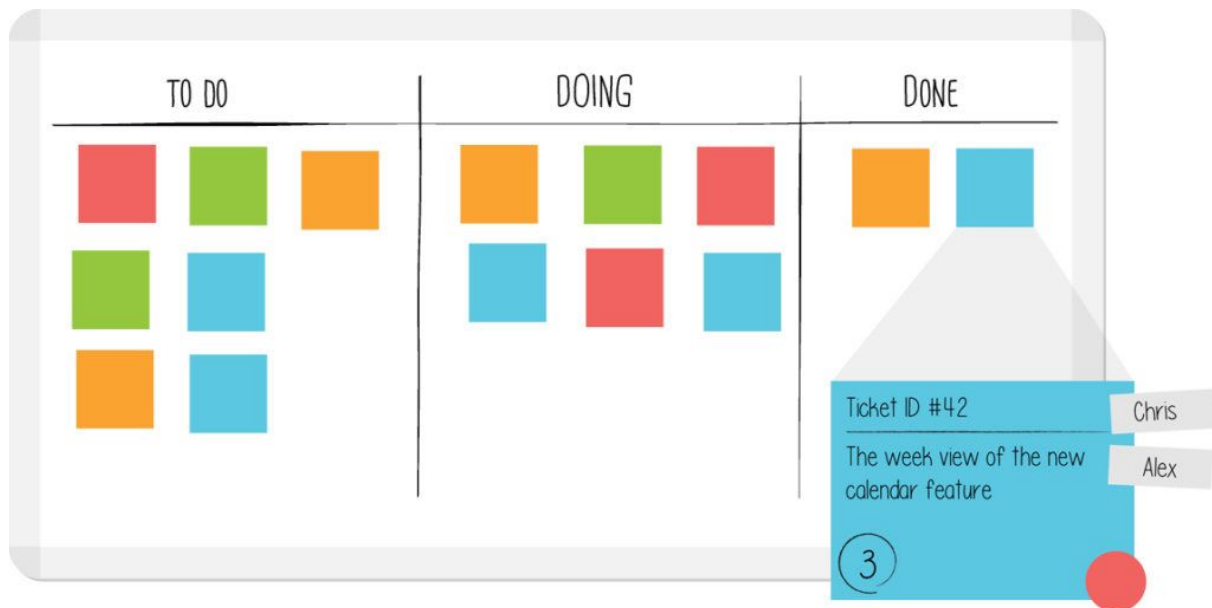 TO DO
DOING
DONE
Ticket ID #42
The week view of the new
calendar feature
3
Chris
Alex